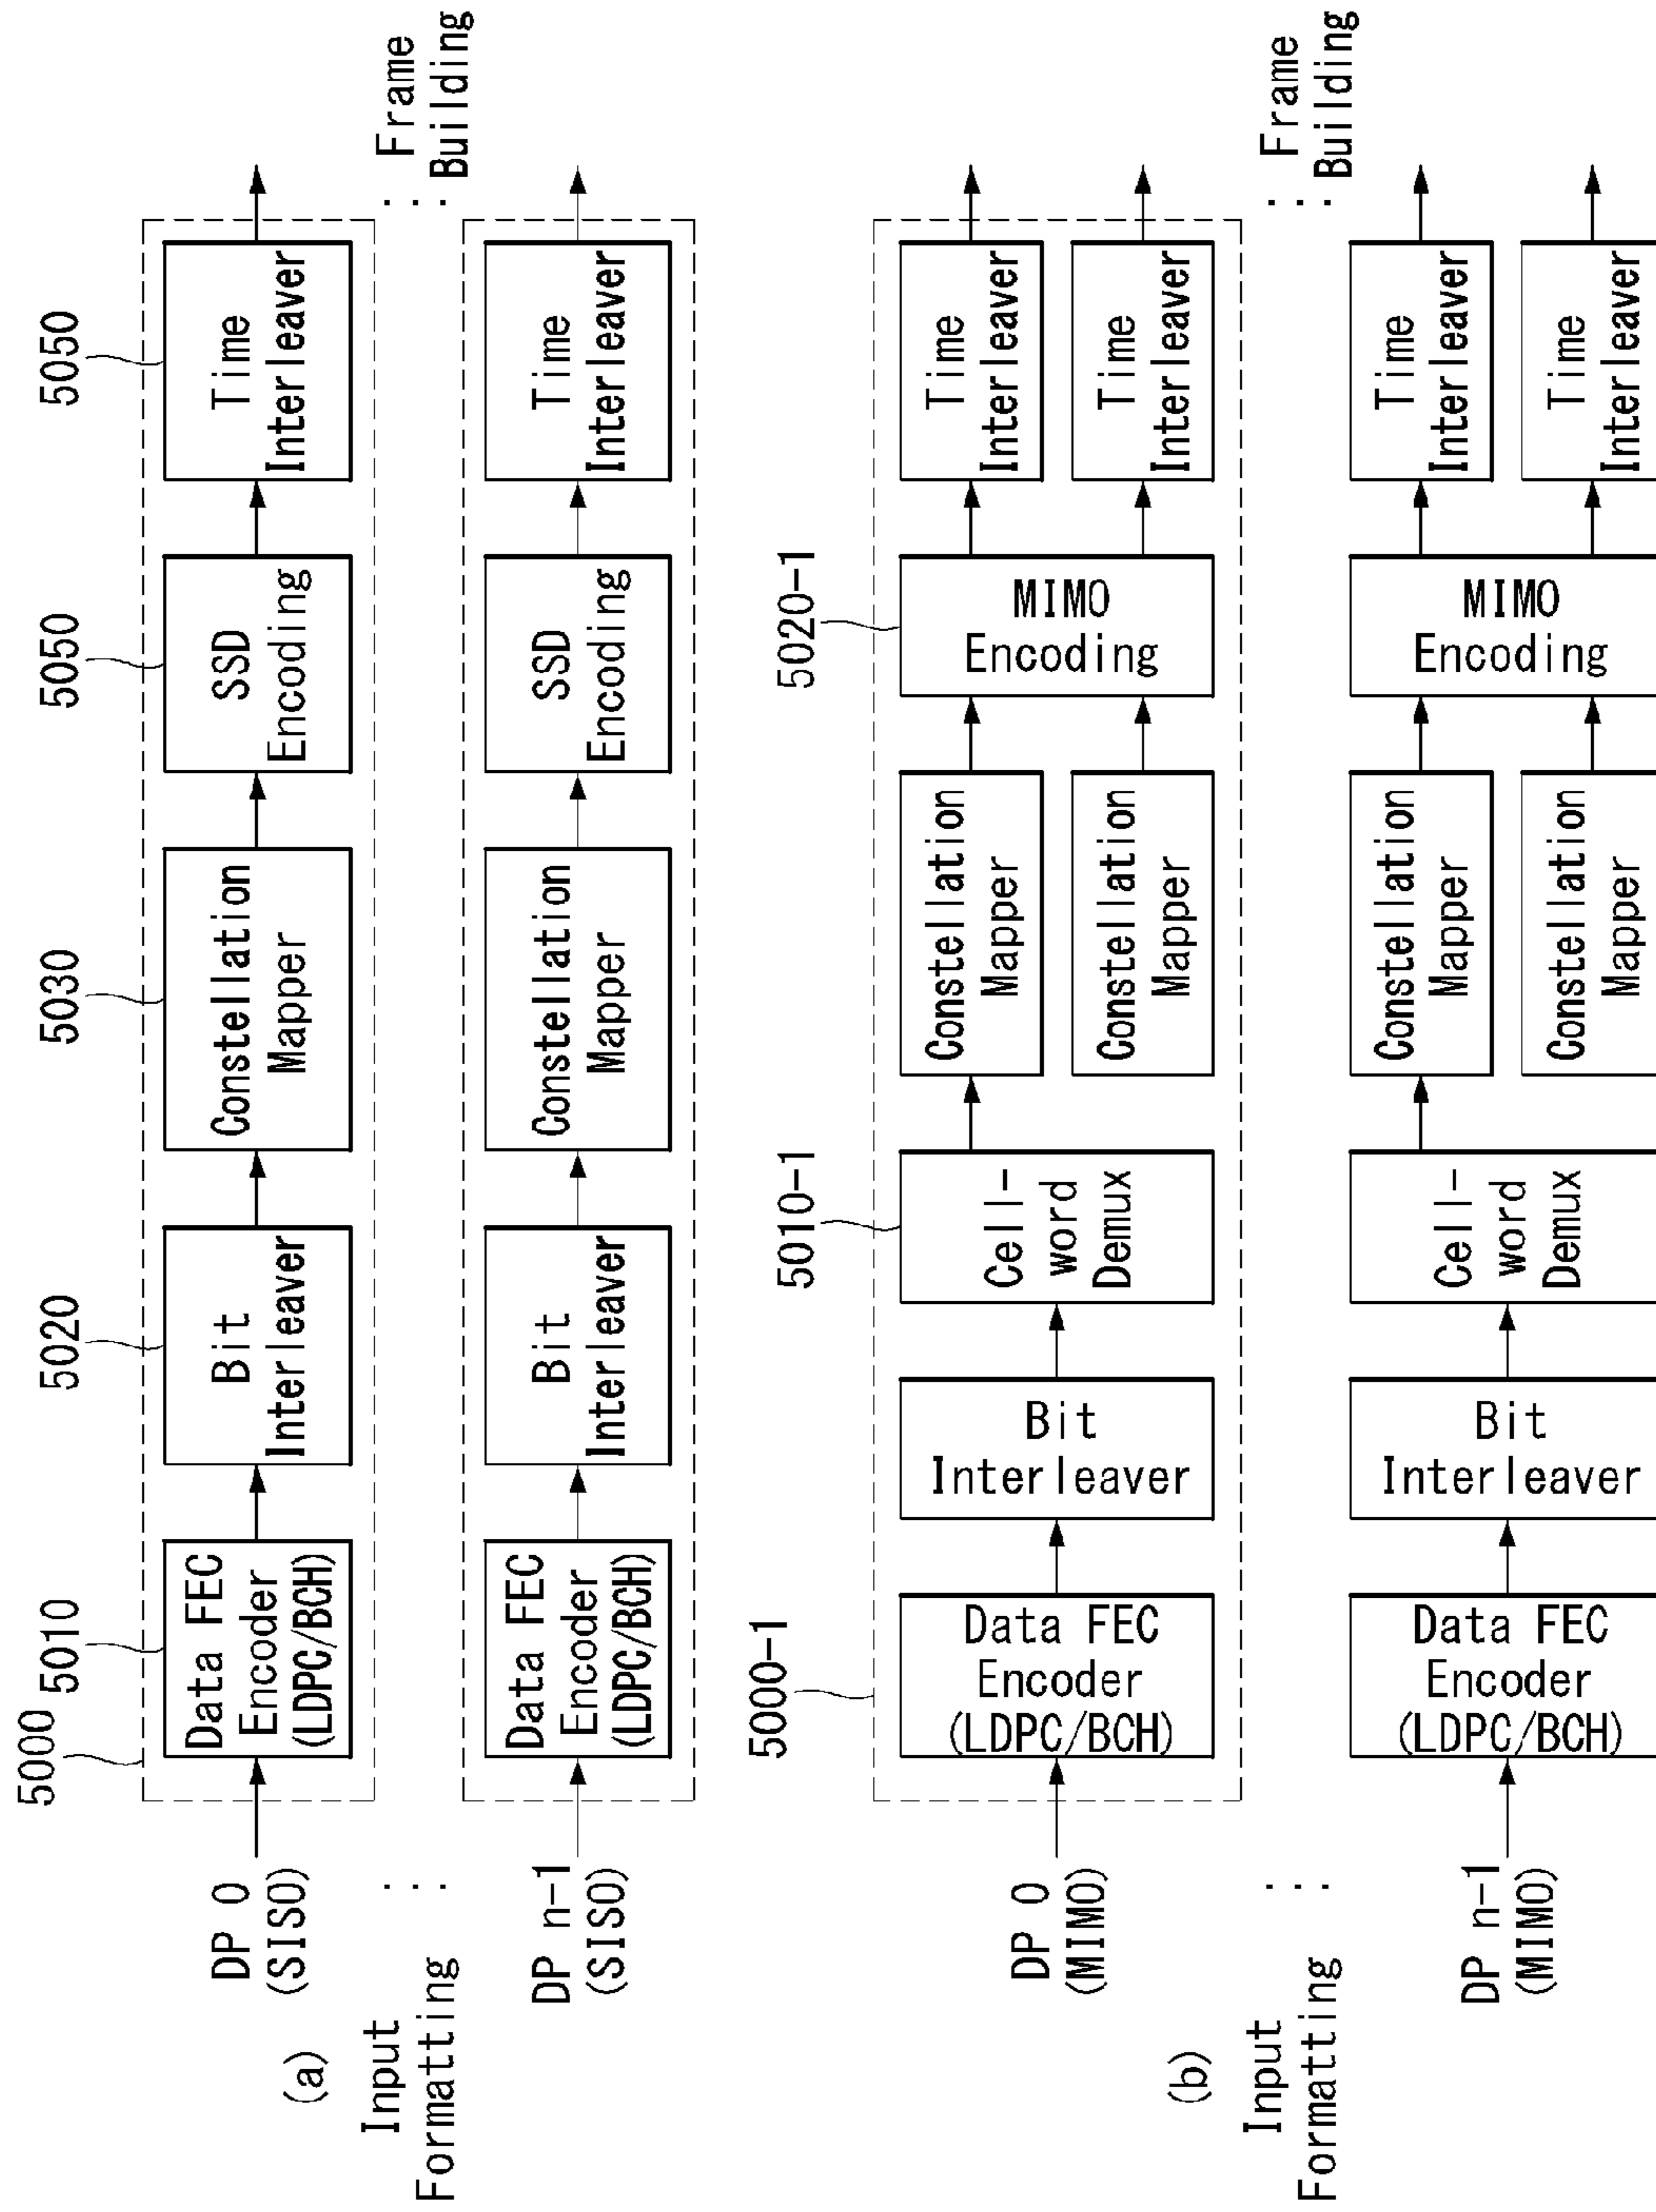 (a)
5000
5010
5020
5030
5050
5050
Input
Formatting
DP 0
(SISO)
Data FEC
Encoder
(LDPC/BCH)
Bit
Interleaver
Constellation
Mapper
SSD
Encoding
Time
Interleaver
...
...
Frame
Building
DP n-1
(SISO)
Data FEC
Encoder
(LDPC/BCH)
Bit
Interleaver
Constellation
Mapper
SSD
Encoding
Time
Interleaver
(b)
5000-1
5010-1
5020-1
Input
Formatting
DP 0
(MIMO)
Data FEC
Encoder
(LDPC/BCH)
Bit
Interleaver
Cell-
word
Demux
Constellation
Mapper
Constellation
Mapper
MIMO
Encoding
Time
Interleaver
Time
Interleaver
...
...
Frame
Building
DP n-1
(MIMO)
Data FEC
Encoder
(LDPC/BCH)
Bit
Interleaver
Cell-
word
Demux
Constellation
Mapper
Constellation
Mapper
MIMO
Encoding
Time
Interleaver
Time
Interleaver